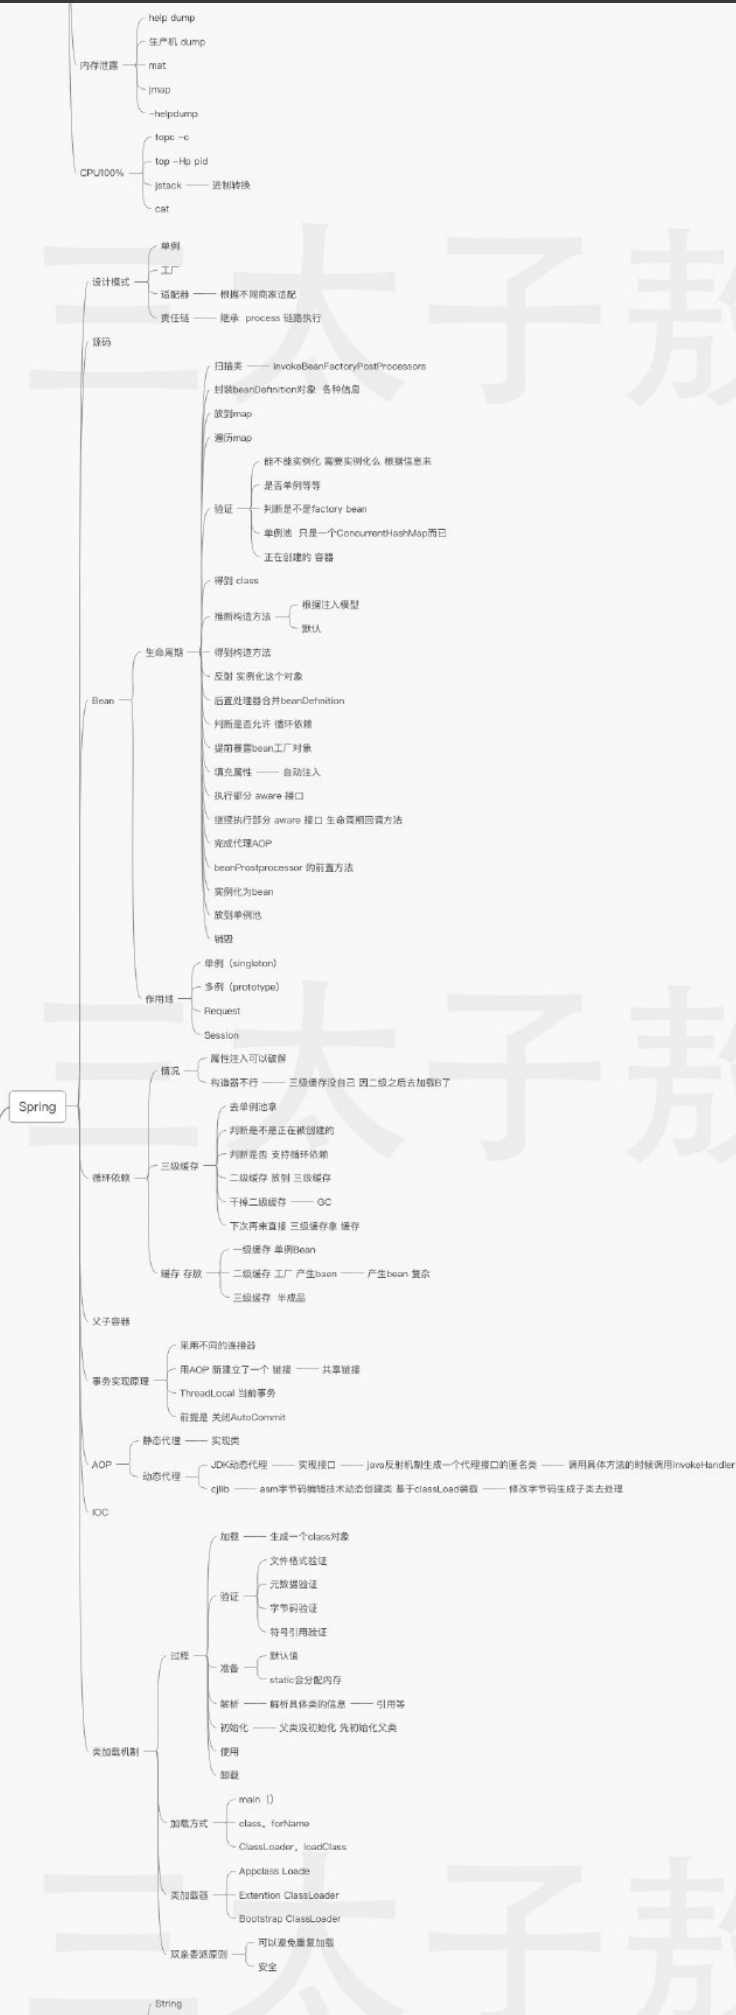 help dump
生产机 dump
内存泄露
mat
jmap
-helpdump
topc -c
top -Hp pid
CPU100%
jstack
进制转换
cat
单例
工厂
设计模式
适配器
根据不同商家适配
责任链
继承 process 链路执行
源码
扫描类
invokeBeanFactoryPostProcessors
封装beanDefinition对象 各种信息
放到map
遍历map
能不能实例化 需要实例化么 根据信息来
是否单例等等
验证
判断是不是factory bean
单例池 只是一个ConcurrentHashMap而已
正在创建的 容器
得到 class
根据注入模型
推断构造方法
默认
生命周期
得到构造方法
反射 实例化这个对象
Bean
后置处理器合并beanDefinition
判断是否允许 循环依赖
提前暴露bean工厂对象
填充属性
自动注入
执行部分 aware 接口
继续执行部分 aware 接口 生命周期回调方法
完成代理AOP
beanProstprocessor 的前置方法
实例化为bean
放到单例池
销毁
单例（singleton）
多例（prototype）
作用域
Request
Session
属性注入可以破解
情况
构造器不行
三级缓存没自己 因二级之后去加载B了
Spring
去单例池拿
判断是不是正在被创建的
判断是否 支持循环依赖
三级缓存
循环依赖
二级缓存 放到 三级缓存
干掉二级缓存
GC
下次再来直接 三级缓存拿 缓存
一级缓存 单例Bean
缓存 存放
二级缓存 工厂 产生baen
产生bean 复杂
三级缓存 半成品
父子容器
采用不同的连接器
用AOP 新建立了一个 链接
共享链接
事务实现原理
ThreadLocal 当前事务
前提是 关闭AutoCommit
静态代理
实现类
AOP
JDK动态代理
实现接口
java反射机制生成一个代理接口的匿名类
调用具体方法的时候调用invokeHandler
动态代理
cjlib
asm字节码编辑技术动态创建类 基于classLoad装载
修改字节码生成子类去处理
IOC
加载
生成一个class对象
文件格式验证
元数据验证
验证
字节码验证
符号引用验证
过程
默认值
准备
static会分配内存
解析
解析具体类的信息
引用等
初始化
父类没初始化 先初始化父类
类加载机制
使用
卸载
main（）
加载方式
class。forName
ClassLoader。loadClass
Appclass Loade
类加载器
Extention ClassLoader
Bootstrap ClassLoader
可以避免重复加载
双亲委派原则
安全
String
三太子敖
三太子敖
三太子敖